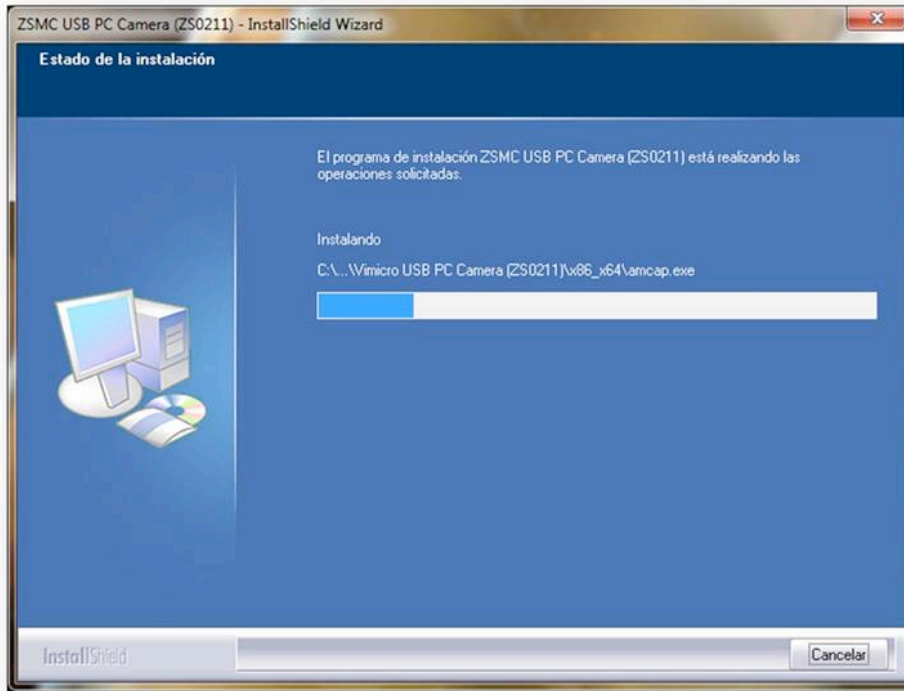 ZSMC USB PC Camera (ZS0211) - InstallShield Wizard
Estado de la instalación
El programa de instalación ZSMC USB PC Camera (ZS0211) está realizando las
operaciones solicitadas.
Instalando
C:\...\Vimicro USB PC Camera (ZS0211)\x86_x64\amcap.exe
InstallShield
Cancelar